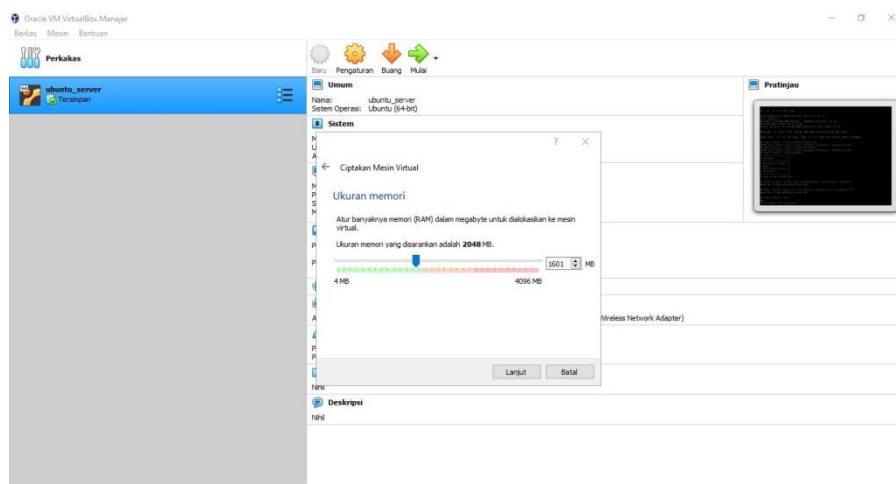 Oracle VM VirtualBox Manajer
Berkas Mesin Bantuan
Perkakas
Baru Pengaturan Buang Mulai
ubuntu_server
Tersimpan
Umum
Nama: ubuntu_server
Sistem Operasi: Ubuntu (64-bit)
Sistem
Pratinjau
Ciptakan Mesin Virtual
Ukuran memori
Atur banyaknya memori (RAM) dalam megabyte untuk dialokasikan ke mesin
virtual.
Ukuran memori yang disarankan adalah 2048 MB.
1601 MB
4 MB 4096 MB
Wireless Network Adapter)
Lanjut Batal
Nihil
Deskripsi
Nihil